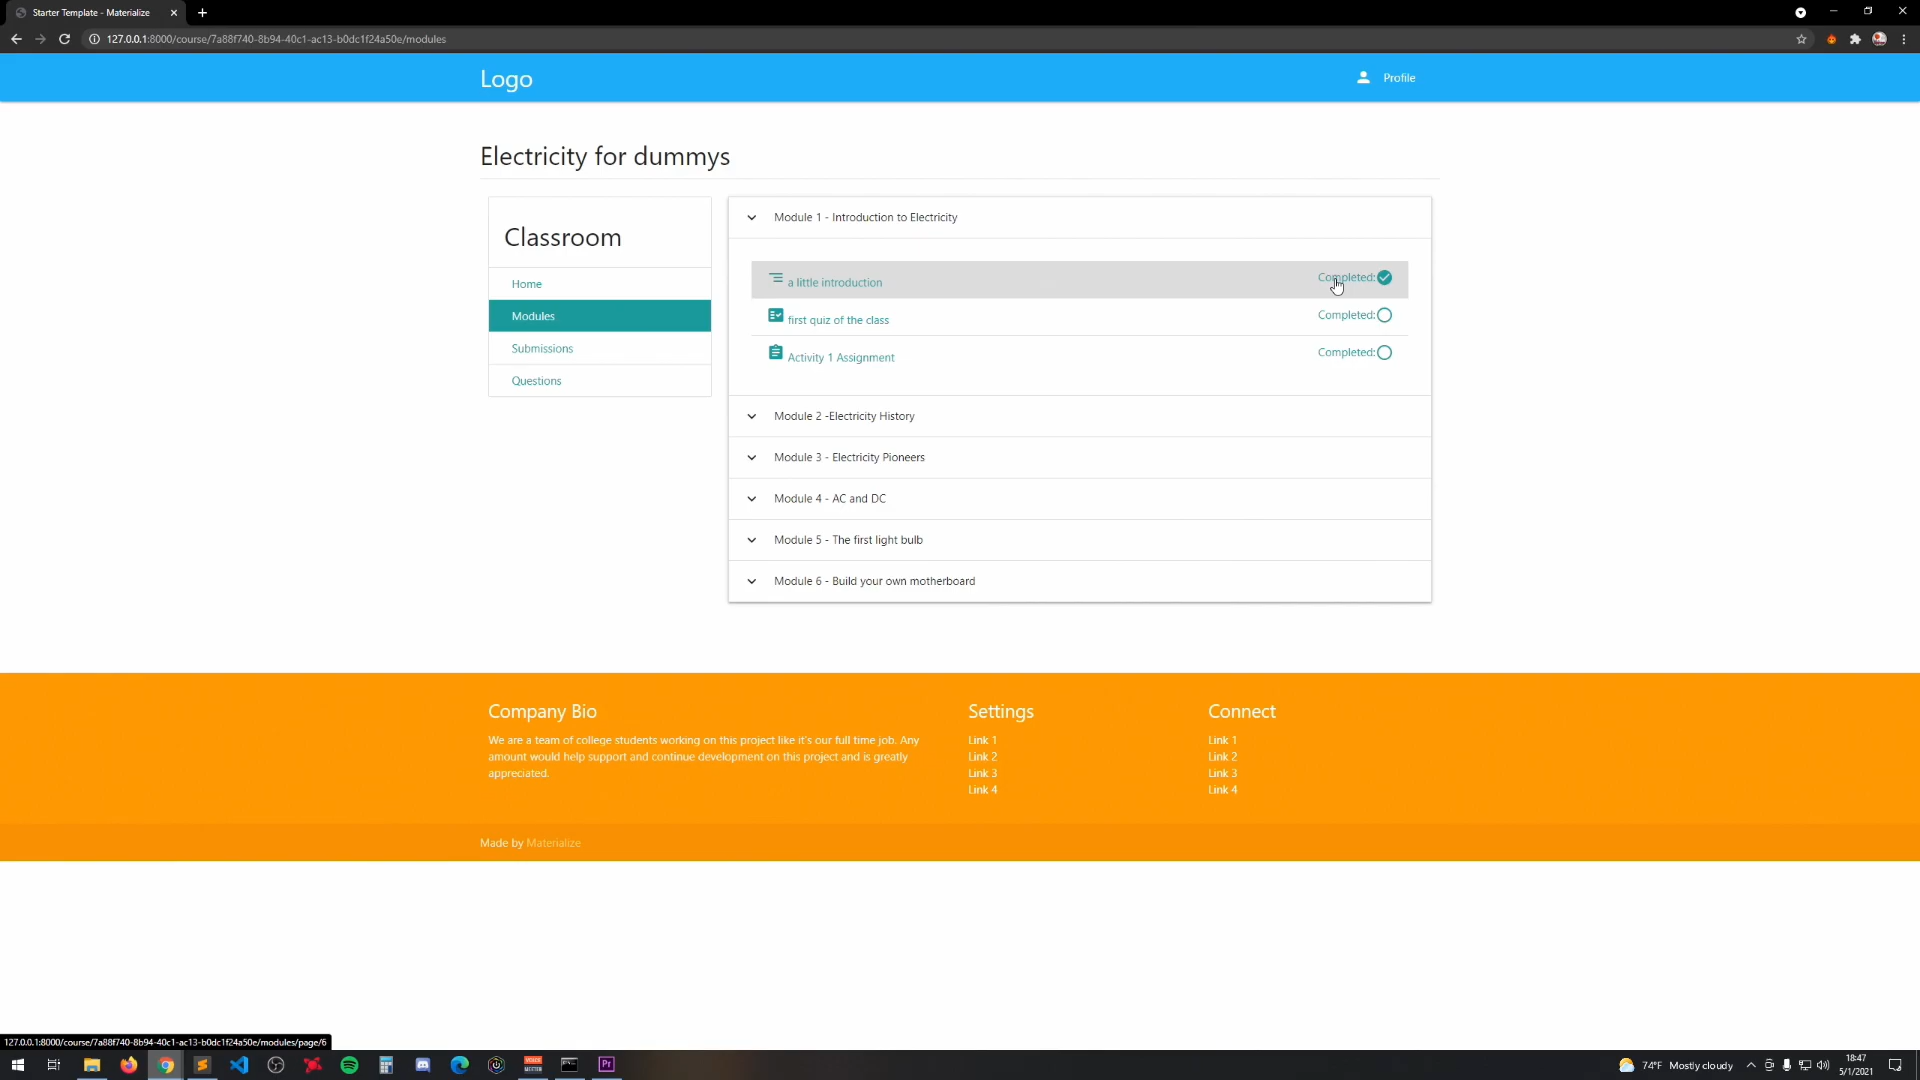 Starter Template - Materialize
127.0.0.1:8000/course/7a88f740-8b94-40c1-ac13-b0dc1f24a50e/modules
Logo
Profile
Electricity for dummys
Classroom
Home
Modules
Submissions
Questions
Module 1 - Introduction to Electricity
a little introduction
Completed:
first quiz of the class
Completed:
Activity 1 Assignment
Completed:
Module 2 -Electricity History
Module 3 - Electricity Pioneers
Module 4 - AC and DC
Module 5 - The first light bulb
Module 6 - Build your own motherboard
Company Bio
We are a team of college students working on this project like it's our full time job. Any
amount would help support and continue development on this project and is greatly
appreciated.
Settings
Link 1
Link 2
Link 3
Link 4
Connect
Link 1
Link 2
Link 3
Link 4
Made by Materialize
127.0.0.1:8000/course/7a88f740-8b94-40c1-ac13-b0dc1f24a50e/modules/page/6
Pr
74°F Mostly cloudy
18:47
5/1/2021